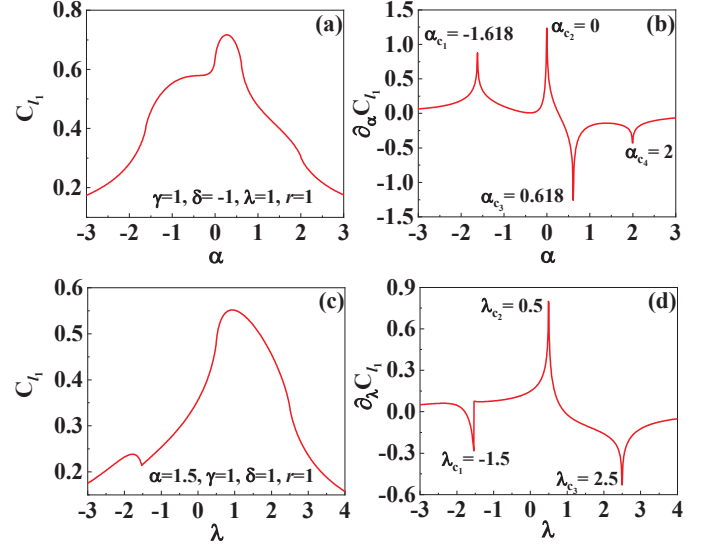 (a)
C_{l_1}
0.8
0.6
0.4
0.2
γ=1, δ= -1, λ=1, r=1
-3 -2 -1 0 1 2 3
α
(b)
∂_αC_{l_1}
1.5
1.0
0.5
0.0
-0.5
-1.0
-1.5
α_{c_1}= -1.618
α_{c_2}= 0
α_{c_3}= 0.618
α_{c_4}= 2
-3 -2 -1 0 1 2 3
α
(c)
C_{l_1}
0.6
0.5
0.4
0.3
0.2
α=1.5, γ=1, δ=1, r=1
-3 -2 -1 0 1 2 3 4
λ
(d)
∂_λC_{l_1}
0.9
0.6
0.3
0.0
-0.3
-0.6
λ_{c_2}= 0.5
λ_{c_1}= -1.5
λ_{c_3}= 2.5
-3 -2 -1 0 1 2 3 4
λ